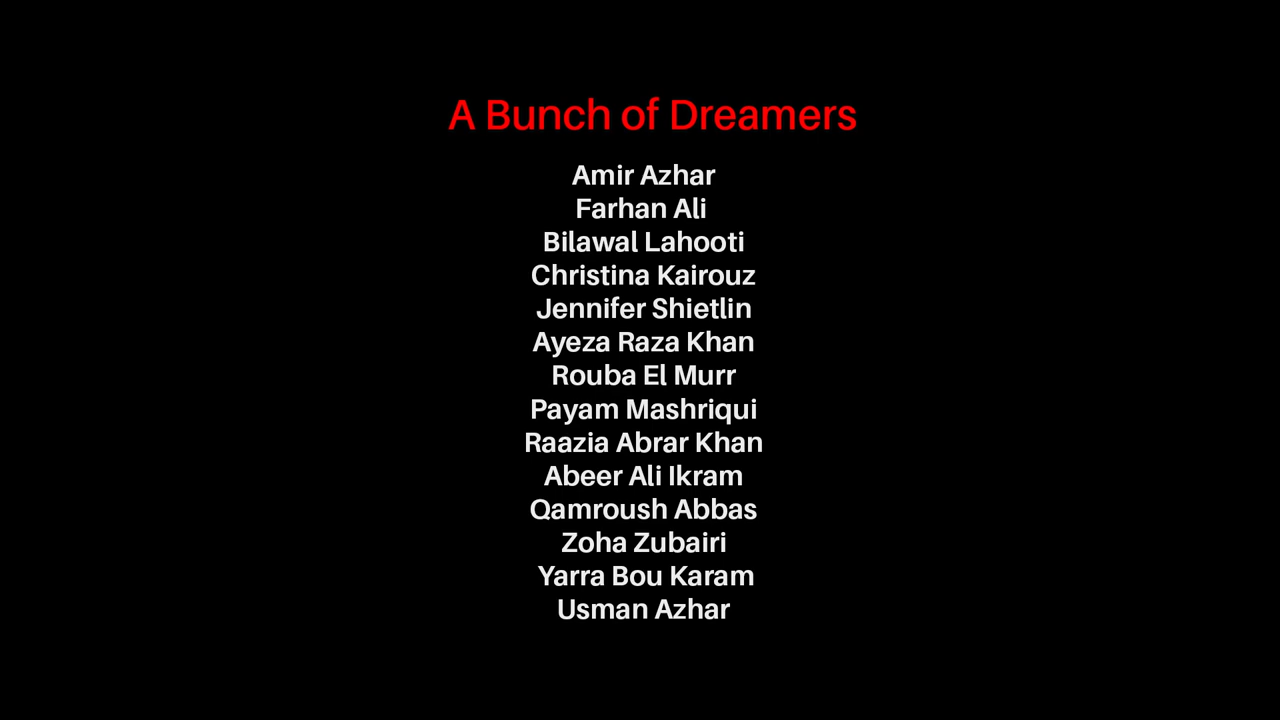 A Bunch of Dreamers
Amir Azhar
Farhan Ali
Bilawal Lahooti
Christina Kairouz
Jennifer Shietlin
Ayeza Raza Khan
Rouba El Murr
Payam Mashriqui
Raazia Abrar Khan
Abeer Ali Ikram
Qamroush Abbas
Zoha Zubairi
Yarra Bou Karam
Usman Azhar